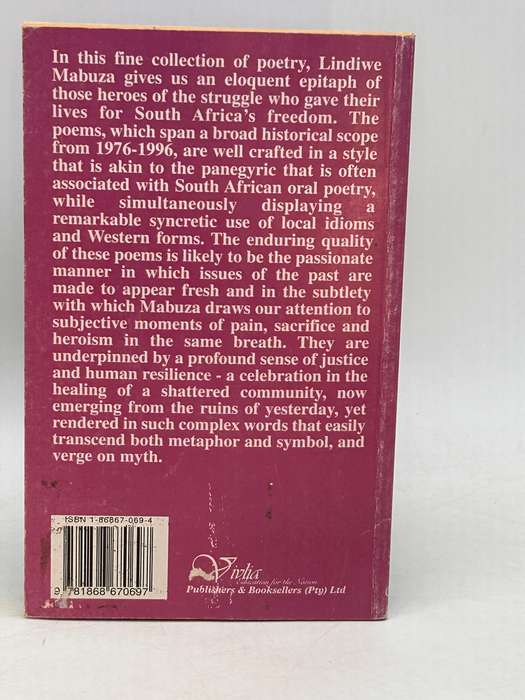 In this fine collection of poetry, Lindiwe
Mabuza gives us an eloquent epitaph of
those heroes of the struggle who gave their
lives for South Africa's freedom. The
poems, which span a broad historical scope
from 1976-1996, are well crafted in a style
that is akin to the panegyric that is often
associated with South African oral poetry,
while simultaneously displaying a
remarkable syncretic use of local idioms
and Western forms. The enduring quality
of these poems is likely to be the passionate
manner in which issues of the past are
made to appear fresh and in the subtlety
with which Mabuza draws our attention to
subjective moments of pain, sacrifice and
heroism in the same breath. They are
underpinned by a profound sense of justice
and human resilience - a celebration in the
healing of a shattered community, now
emerging from the ruins of yesterday, yet
rendered in such complex words that easily
transcend both metaphor and symbol, and
verge on myth.
ISBN 1-86867-069-4
9 781868 670697
Vivlia
Education for the Nation
Publishers & Booksellers (Pty) Ltd